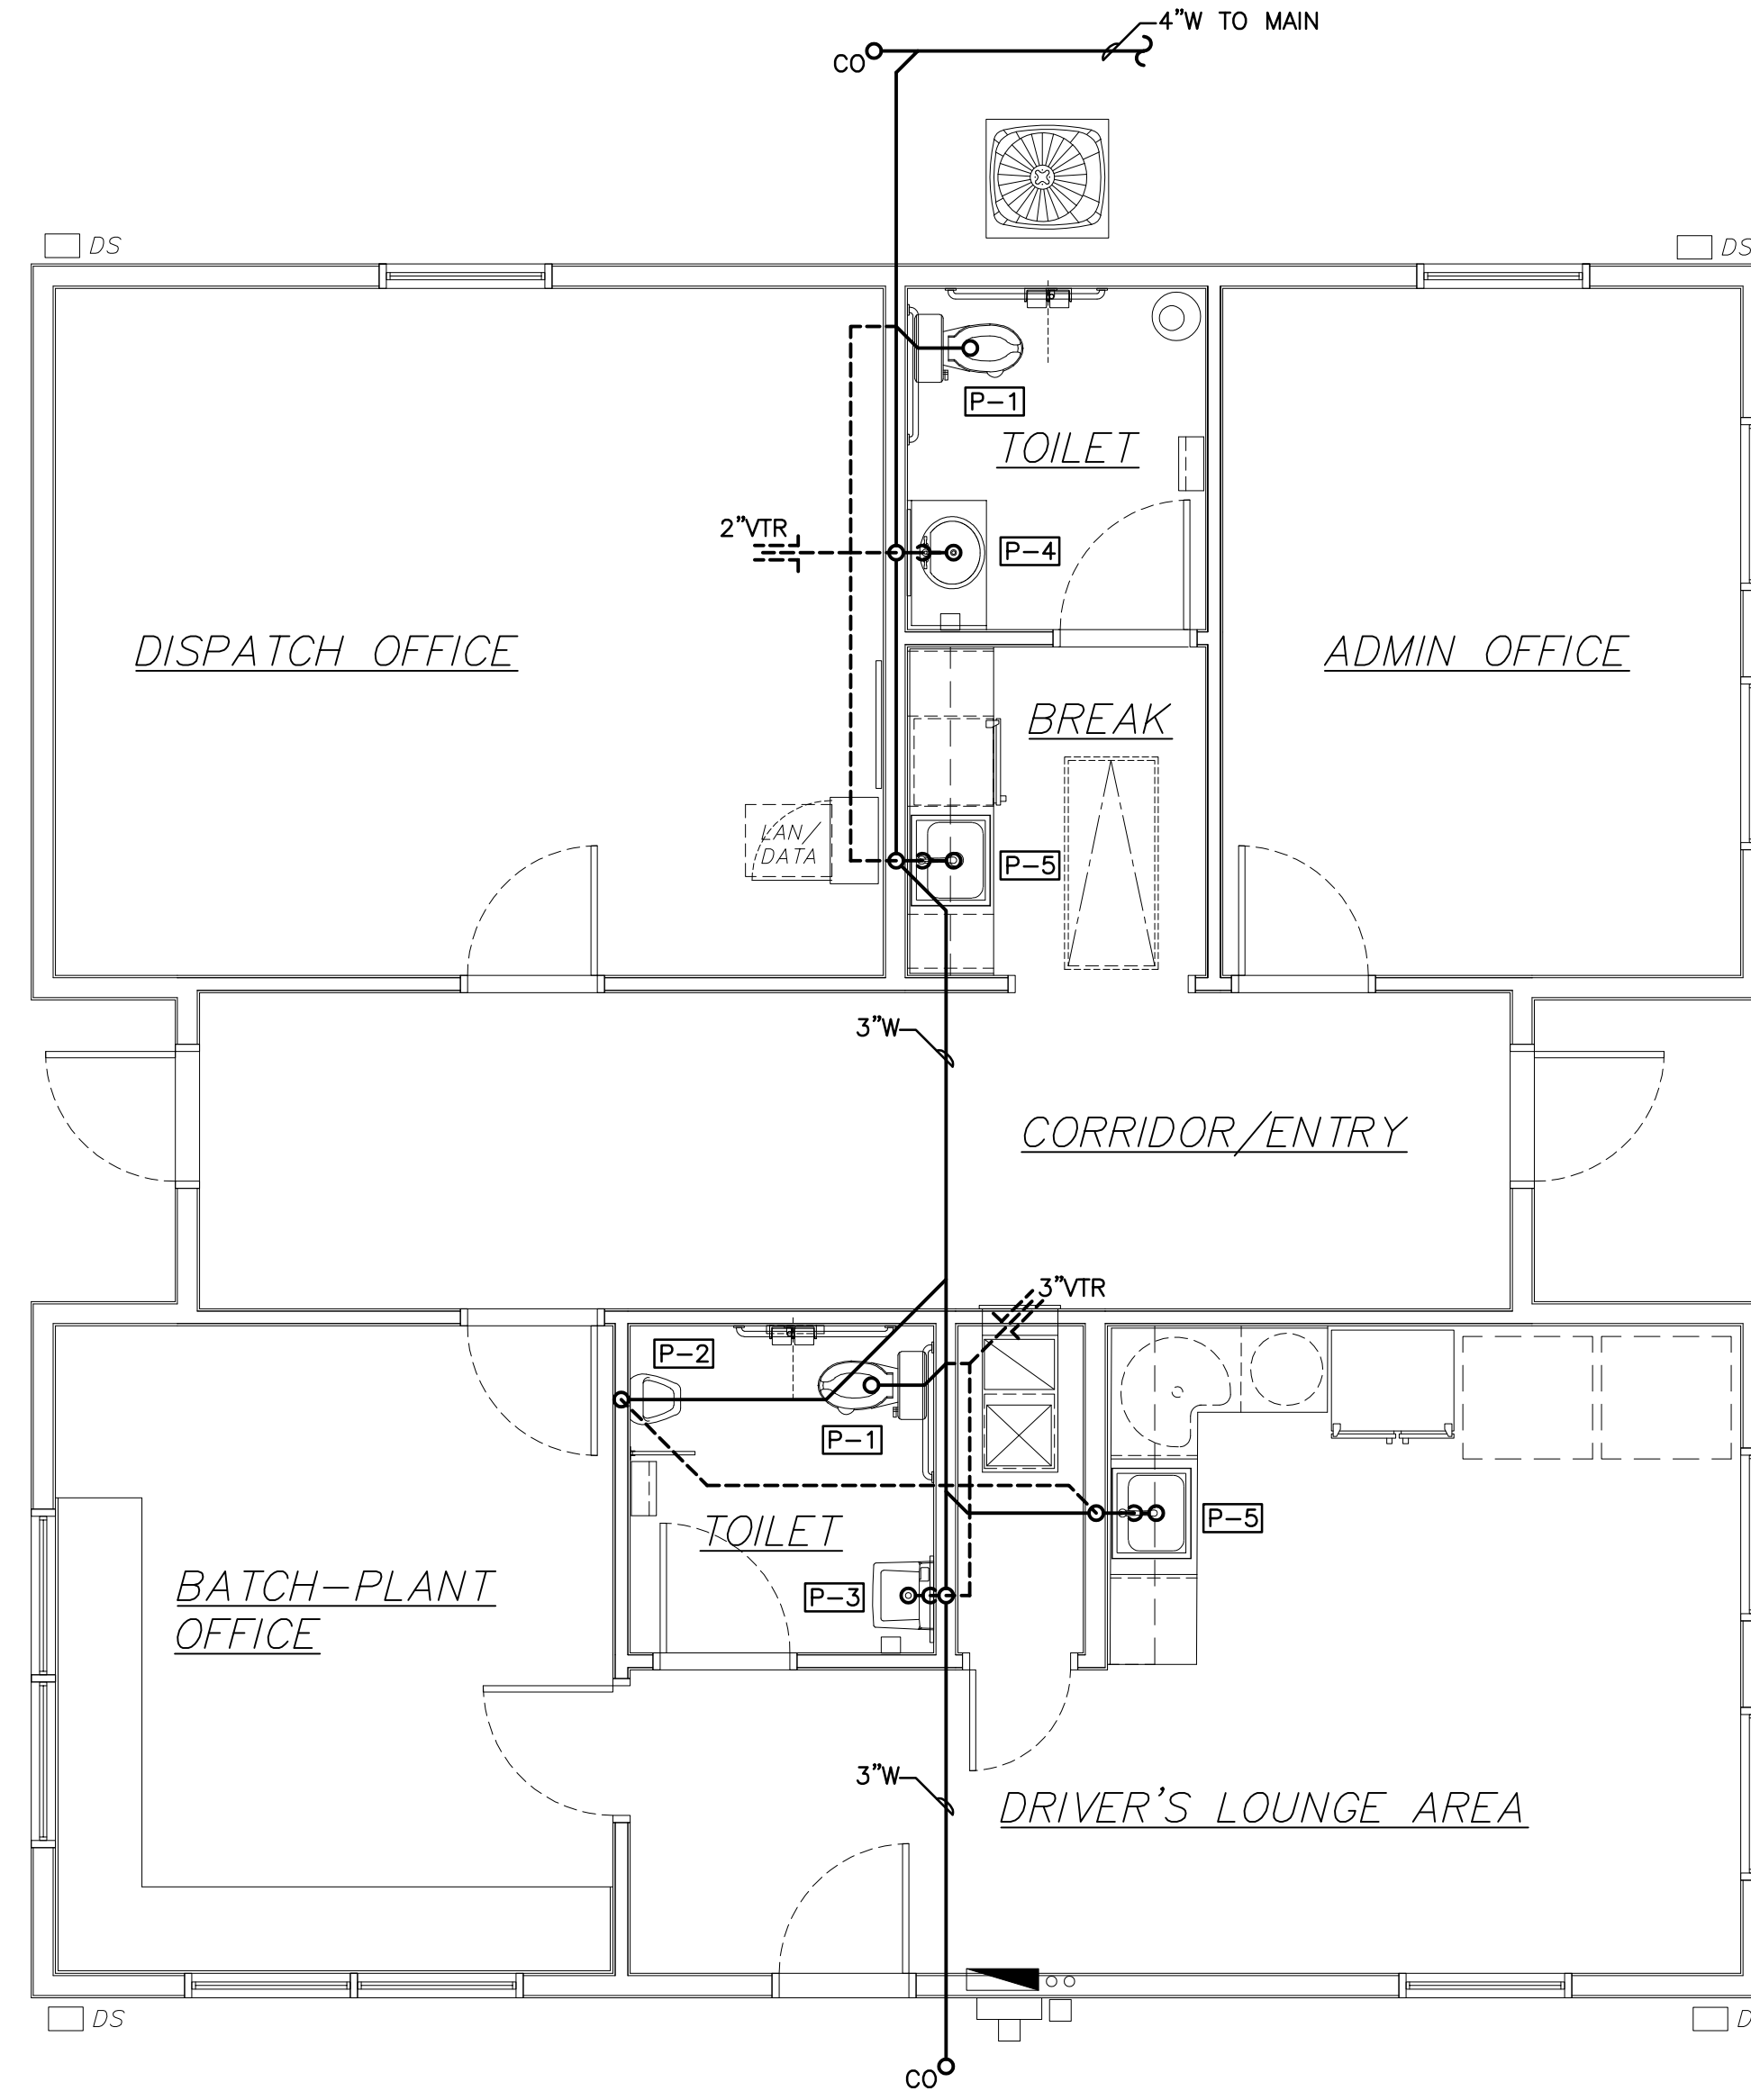 4"W TO MAIN
CO
DS
DS
P-1
TOILET
2"VTR
P-4
DISPATCH OFFICE
ADMIN OFFICE
BREAK
LAN/
DATA
P-5
3"W
CORRIDOR/ENTRY
3"VTR
P-2
P-1
P-5
TOILET
BATCH-PLANT
OFFICE
P-3
3"W
DRIVER'S LOUNGE AREA
DS
D
CO